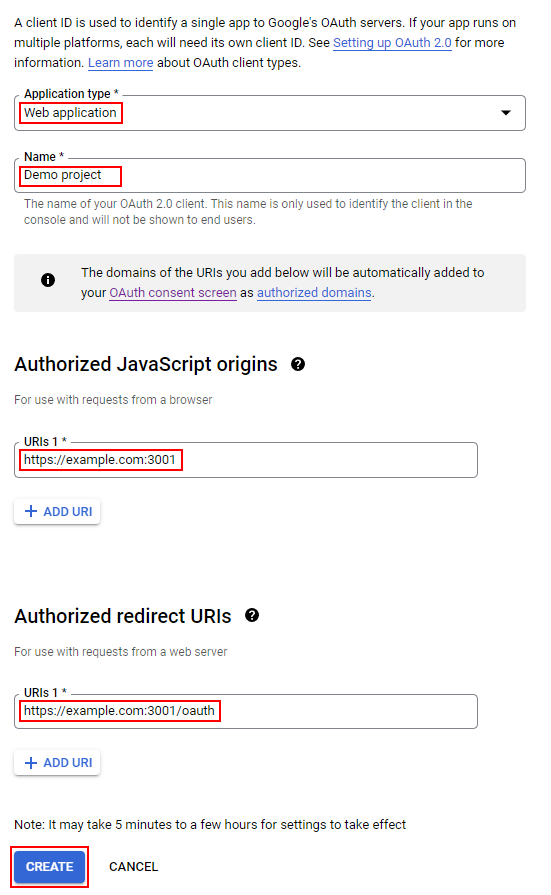 A client ID is used to identify a single app to Google's OAuth servers. If your app runs on
multiple platforms, each will need its own client ID. See Setting up OAuth 2.0 for more
information. Learn more about OAuth client types.
Application type *
Web application
Name *
Demo project
The name of your OAuth 2.0 client. This name is only used to identify the client in the
console and will not be shown to end users.
The domains of the URIs you add below will be automatically added to
your OAuth consent screen as authorized domains.
Authorized JavaScript origins
For use with requests from a browser
URIs 1 *
https://example.com:3001
+ ADD URI
Authorized redirect URIs
For use with requests from a web server
URIs 1 *
https://example.com:3001/oauth
+ ADD URI
Note: It may take 5 minutes to a few hours for settings to take effect
CREATE CANCEL